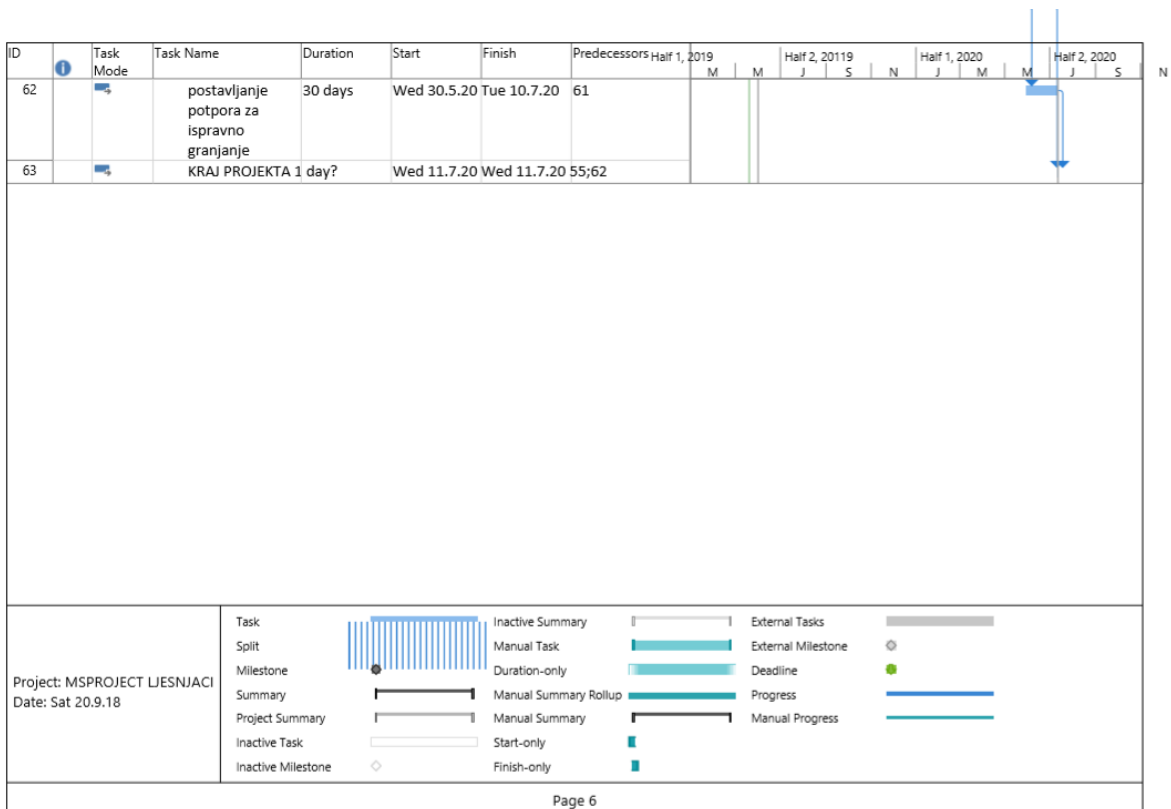 ID Task Mode Task Name Duration Start Finish Predecessors Half 1, 2019 Half 2, 20119 Half 1, 2020 Half 2, 2020
M M J S N J M M J S N
62 postavljanje potpora za ispravno granjanje 30 days Wed 30.5.20 Tue 10.7.20 61
63 KRAJ PROJEKTA 1 day? Wed 11.7.20 Wed 11.7.20 55;62
Project: MSPROJECT LJESNJACI
Date: Sat 20.9.18
Task Inactive Summary External Tasks
Split Manual Task External Milestone
Milestone Duration-only Deadline
Summary Manual Summary Rollup Progress
Project Summary Manual Summary Manual Progress
Inactive Task Start-only
Inactive Milestone Finish-only
Page 6